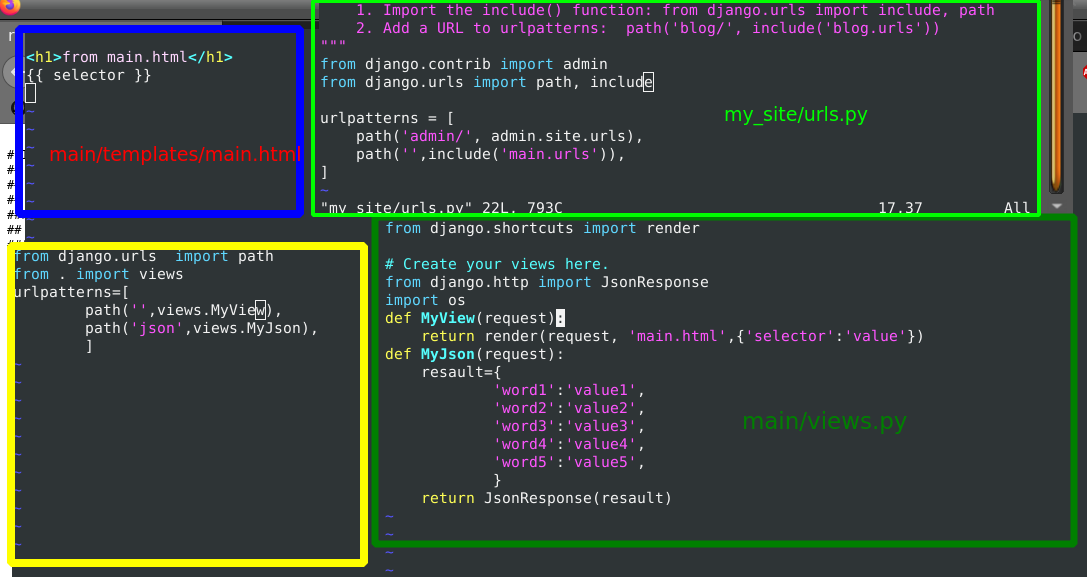 <h1>from main.html</h1>
{{ selector }}
main/templates/main.html
1. Import the include() function: from django.urls import include, path
2. Add a URL to urlpatterns:  path('blog/', include('blog.urls'))
"""
from django.contrib import admin
from django.urls import path, include
urlpatterns = [
path('admin/', admin.site.urls),
path('',include('main.urls')),
]
~
my_site/urls.py
"my_site/urls.py" 22L, 793C 17,37 All
from django.urls  import path
from . import views
urlpatterns=[
path('',views.MyView),
path('json',views.MyJson),
]
from django.shortcuts import render
# Create your views here.
from django.http import JsonResponse
import os
def MyView(request):
return render(request, 'main.html',{'selector':'value'})
def MyJson(request):
resault={
'word1':'value1',
'word2':'value2',
'word3':'value3',
'word4':'value4',
'word5':'value5',
}
return JsonResponse(resault)
main/views.py